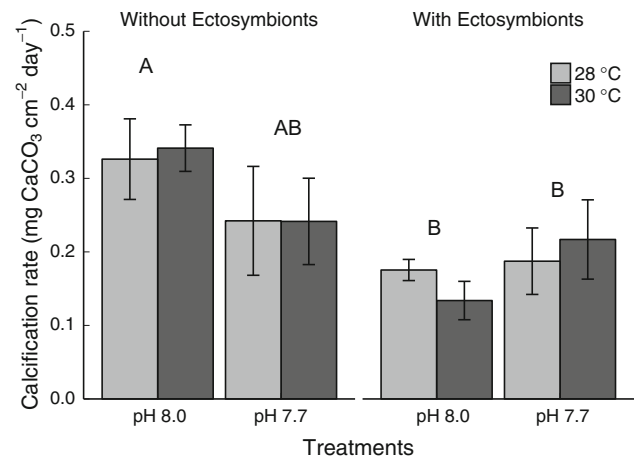 Without Ectosymbionts
With Ectosymbionts
Calcification rate (mg CaCO₃ cm⁻² day⁻¹)
0.5
0.4
0.3
0.2
0.1
0.0
A
AB
B
B
28 °C
30 °C
pH 8.0
pH 7.7
pH 8.0
pH 7.7
Treatments